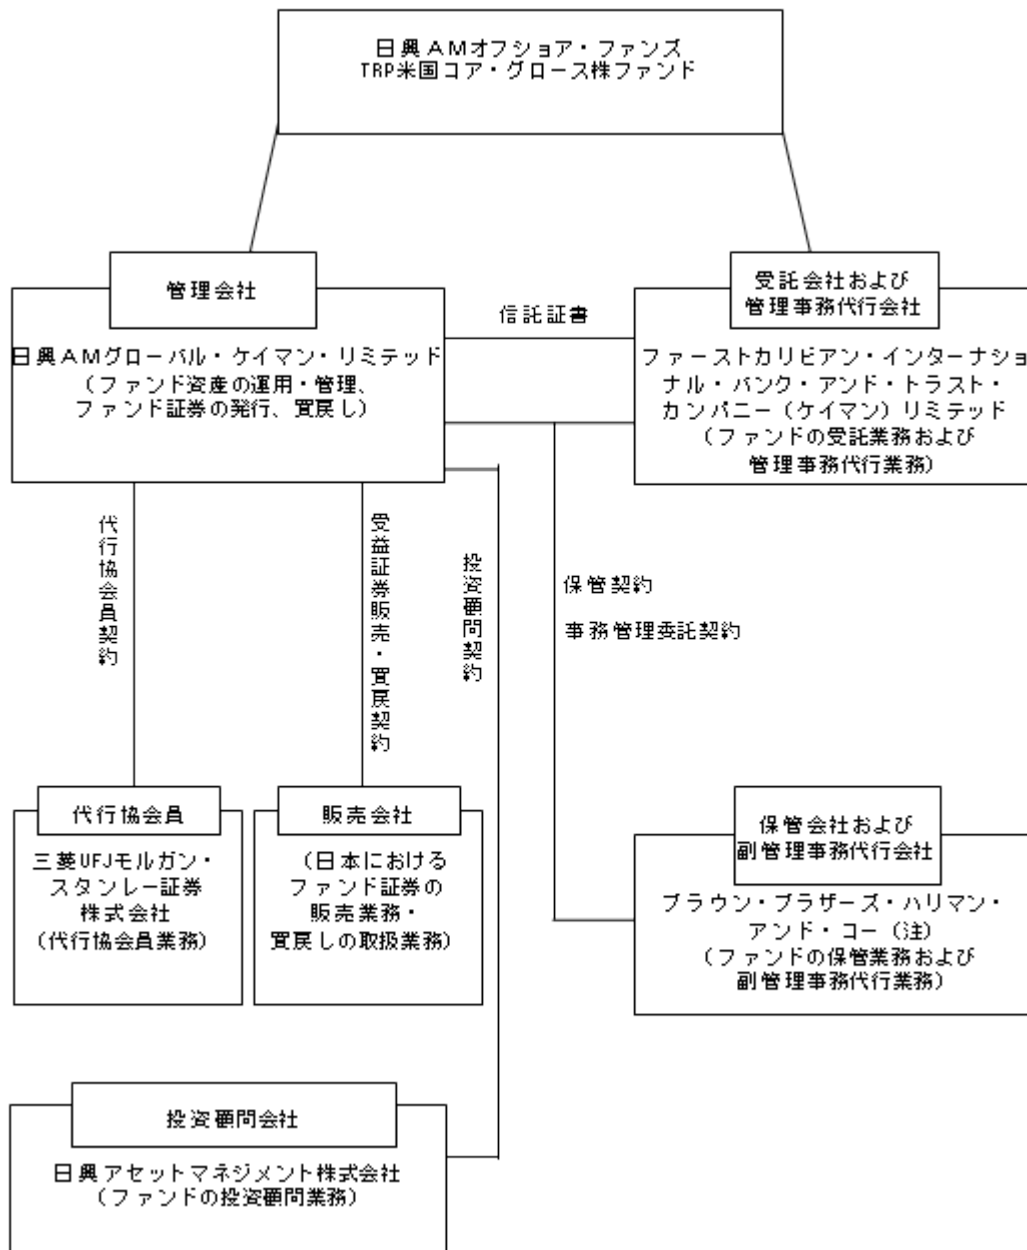 日興AMオフショア・ファンズ
TRP米国コア・グロース株ファンド
管理会社
日興AMグローバル・ケイマン・リミテッド
(ファンド資産の運用・管理、
ファンド証券の発行、買戻し)
信託証書
受託会社および
管理事務代行会社
ファーストカリビアン・インターナショ
ナル・バンク・アンド・トラスト・
カンパニー(ケイマン)リミテッド
(ファンドの受託業務および
管理事務代行業務)
代行協会員契約
受益証券販売・買戻契約
投資顧問契約
保管契約
事務管理委託契約
代行協会員
三菱UFJモルガン・
スタンレー証券
株式会社
(代行協会員業務)
販売会社
(日本における
ファンド証券の
販売業務・
買戻しの取扱業務)
保管会社および
副管理事務代行会社
ブラウン・ブラザーズ・ハリマン・
アンド・コー(注)
(ファンドの保管業務および
副管理事務代行業務)
投資顧問会社
日興アセットマネジメント株式会社
(ファンドの投資顧問業務)